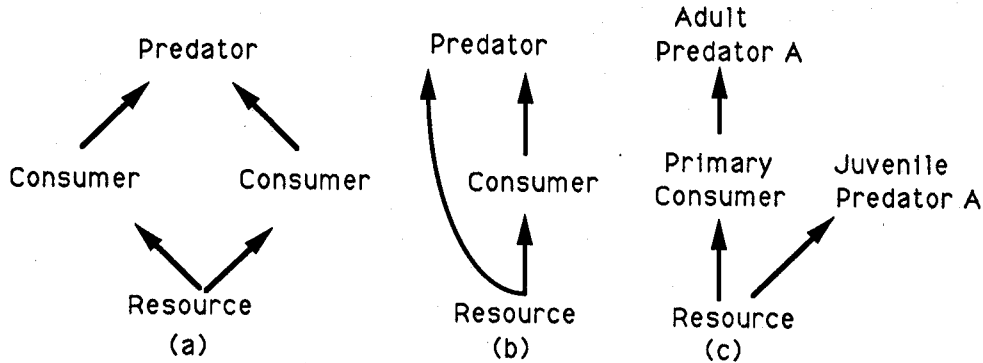 Predator
Consumer
Consumer
Resource
(a)
Predator
Consumer
Resource
(b)
Adult
Predator A
Primary
Consumer
Juvenile
Predator A
Resource
(c)